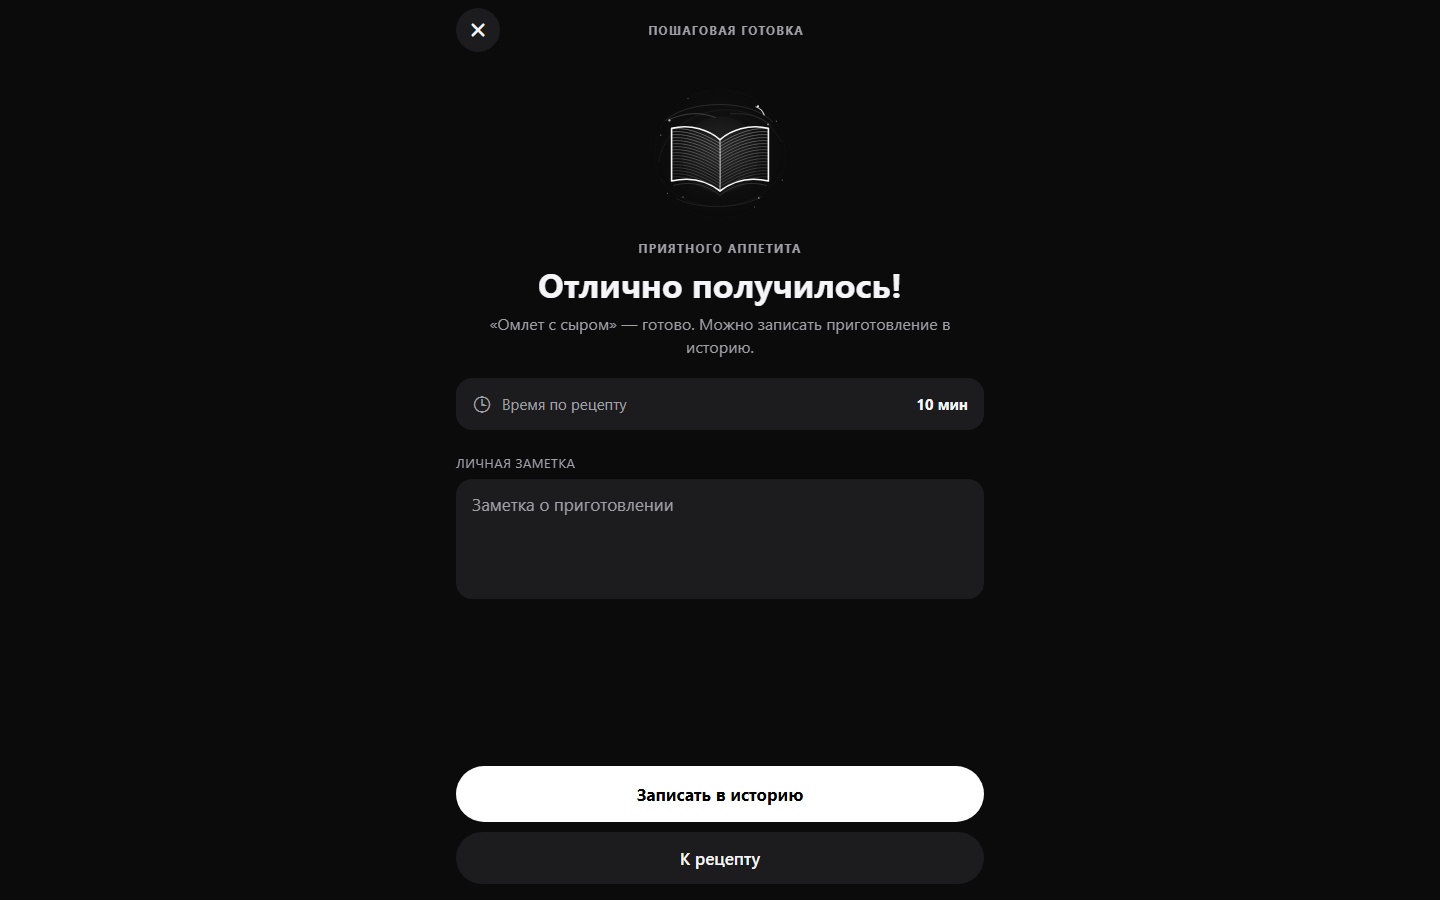 ПОШАГОВАЯ ГОТОВКА
ПРИЯТНОГО АППЕТИТА
Отлично получилось!
«Омлет с сыром» — готово. Можно записать приготовление в
историю.
Время по рецепту
10 мин
ЛИЧНАЯ ЗАМЕТКА
Заметка о приготовлении
Записать в историю
К рецепту